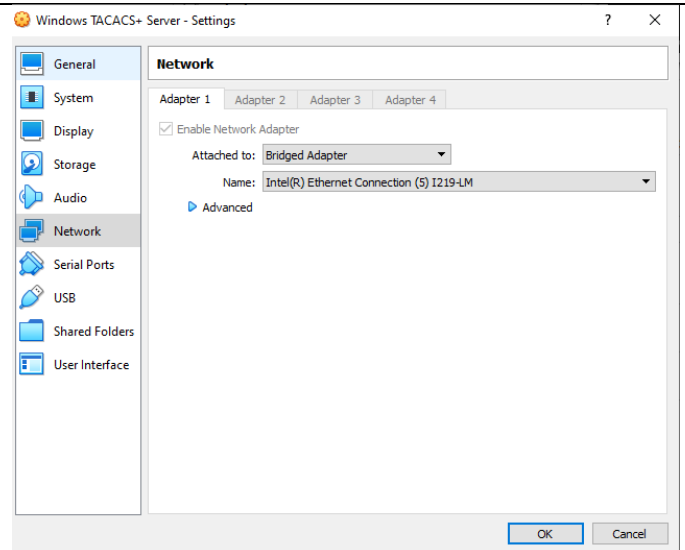 Windows TACACS+ Server - Settings ?
General
System
Display
Storage
Audio
Network
Serial Ports
USB
Shared Folders
User Interface
Network
Adapter 1 Adapter 2 Adapter 3 Adapter 4
Enable Network Adapter
Attached to: Bridged Adapter
Name: Intel(R) Ethernet Connection (5) I219-LM
Advanced
OK Cancel